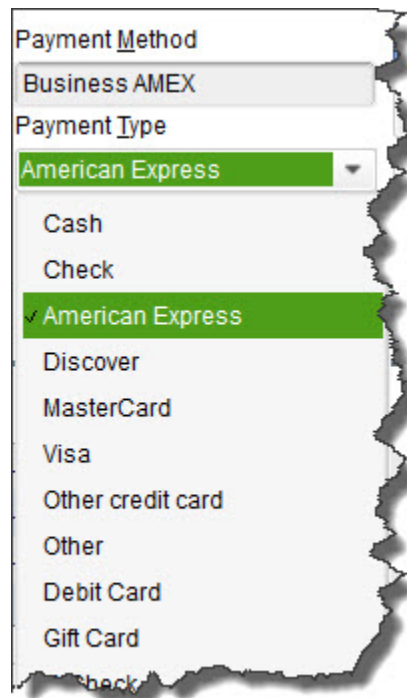 Payment Method
Business AMEX
Payment Type
American Express
Cash
Check
American Express
Discover
MasterCard
Visa
Other credit card
Other
Debit Card
Gift Card
Check